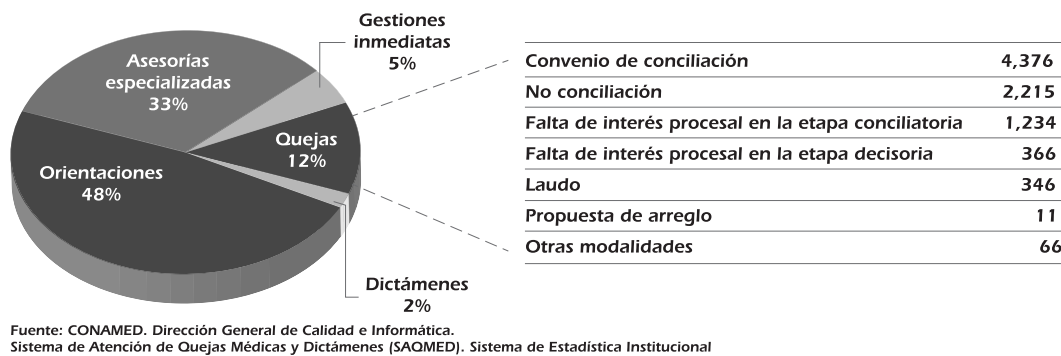 Gestiones
inmediatas
5%
Asesorías
especializadas
33%
Quejas
12%
Orientaciones
48%
Dictámenes
2%
Convenio de conciliación 4,376
No conciliación 2,215
Falta de interés procesal en la etapa conciliatoria 1,234
Falta de interés procesal en la etapa decisoria 366
Laudo 346
Propuesta de arreglo 11
Otras modalidades 66
Fuente: CONAMED. Dirección General de Calidad e Informática.
Sistema de Atención de Quejas Médicas y Dictámenes (SAQMED). Sistema de Estadística Institucional